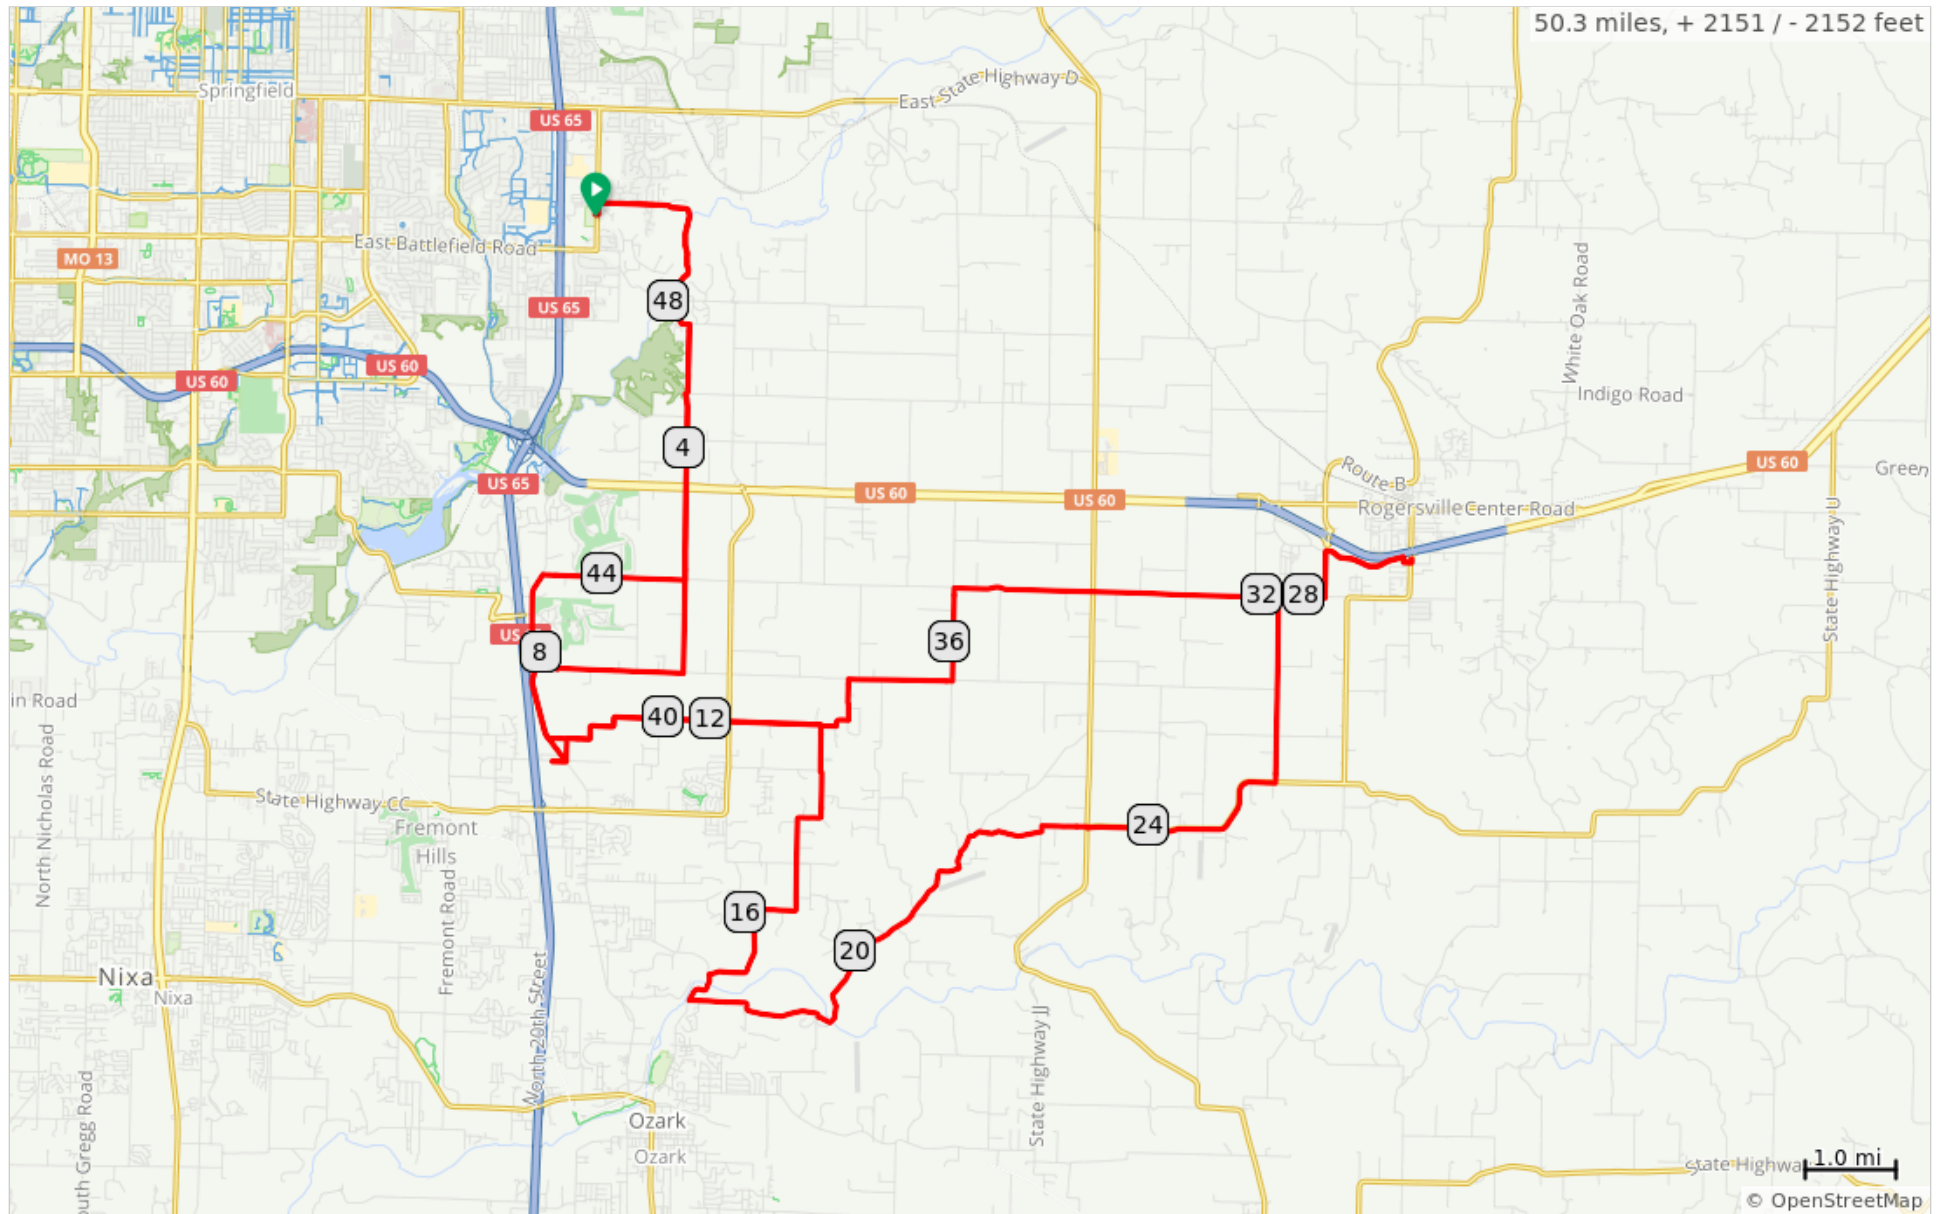 50.3 miles, + 2151 / - 2152 feet
East State Highway D
Springfield
US 65
East Battlefield Road
MO 13
48
US 65
White Oak Road
US 60
US 60
Indigo Road
4
US 60
Route B
Green
US 65
US 60
US 60
Rogersville
Center Road
State Highway U
44
32
28
US
8
36
in Road
40
12
North Nicholas Road
State Highway CC
Fremont
Hills
24
16
Fremont Road
20
Nixa
Nixa
North 20th Street
State Highway JJ
outh Gregg Road
Ozark
Ozark
State Highwa
1.0 mi
© OpenStreetMap